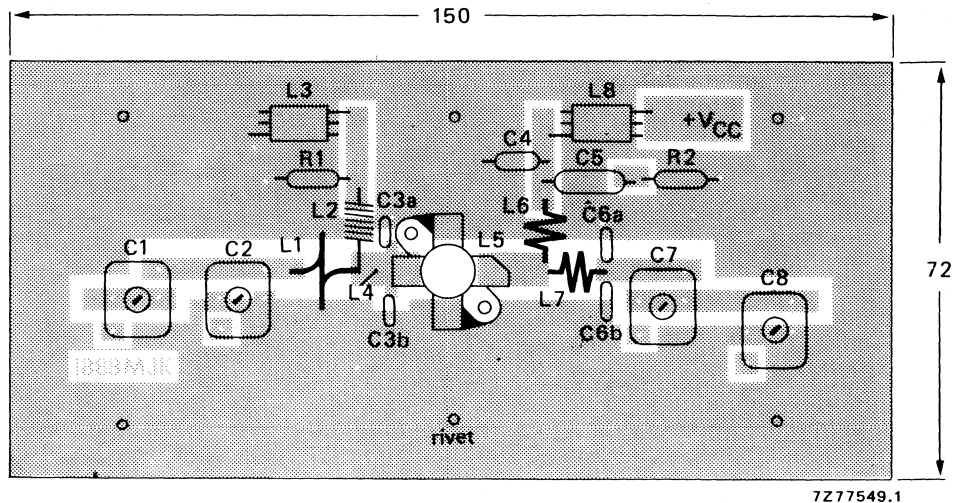 150
L3
L8
+VCC
C4
R1
C5
R2
L2
C3a
L6
C6a
C1
C2
L1
L5
C7
C8
72
L4
L7
C3b
C6b
1888MJK
rivet
7Z77549.1